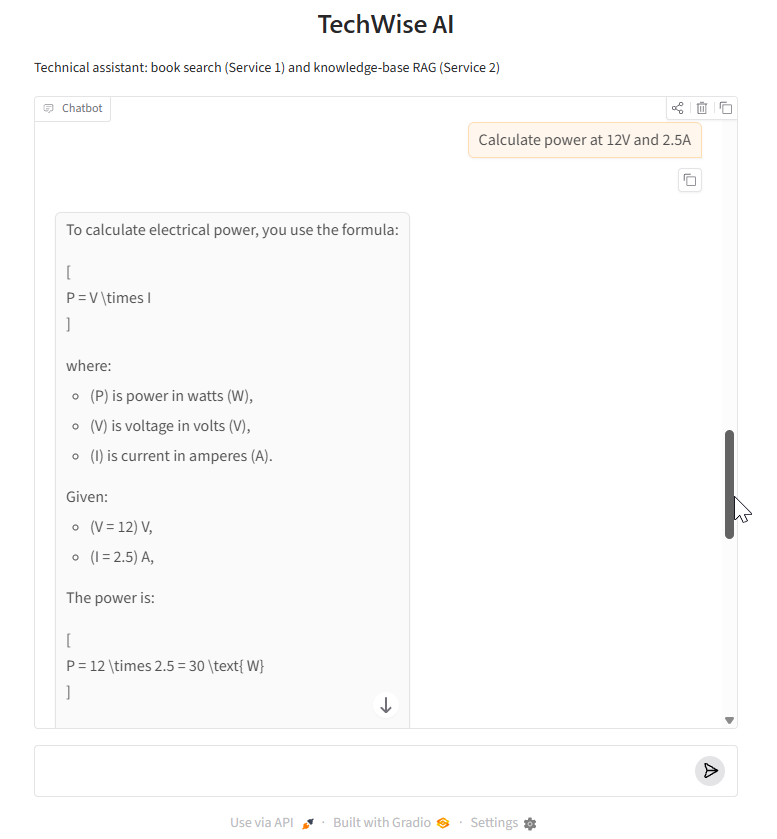 TechWise AI
Technical assistant: book search (Service 1) and knowledge-base RAG (Service 2)
Chatbot
Calculate power at 12V and 2.5A
To calculate electrical power, you use the formula:
[
P = V \times I
]
where:
(P) is power in watts (W),
(V) is voltage in volts (V),
(I) is current in amperes (A).
Given:
(V = 12) V,
(I = 2.5) A,
The power is:
[
P = 12 \times 2.5 = 30 \text{ W}
]
Use via API · Built with Gradio · Settings